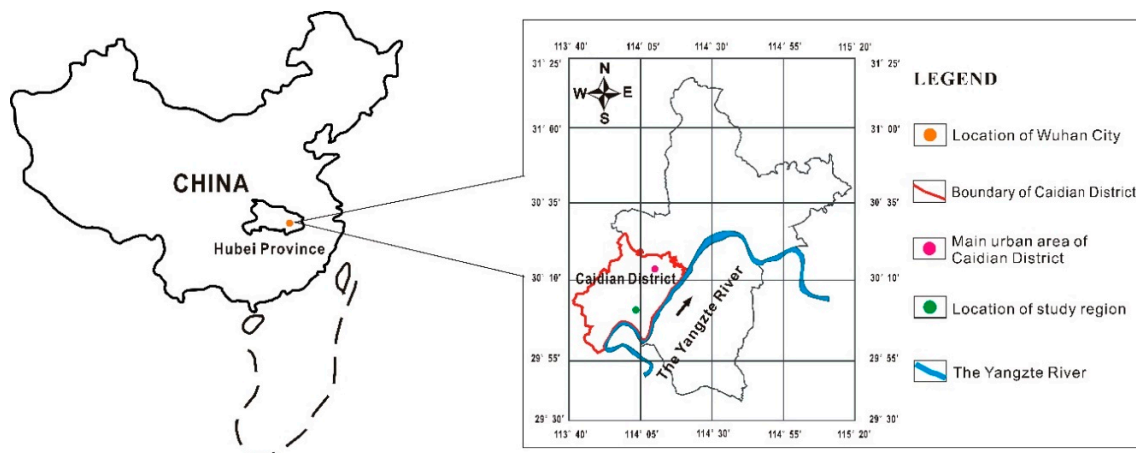 CHINA
Hubei Province
113° 40' 114° 05' 114° 30' 114° 55' 115° 20'
31° 25' 31° 25'
N
W E
S
31° 00' 31° 00'
30° 35' 30° 35'
Caidian District
30° 10' 30° 10'
The Yangzte River
29° 55' 29° 55'
29° 30' 29° 30'
113° 40' 114° 05' 114° 30' 114° 55' 115° 20'
LEGEND
Location of Wuhan City
Boundary of Caidian District
Main urban area of
Caidian District
Location of study region
The Yangzte River